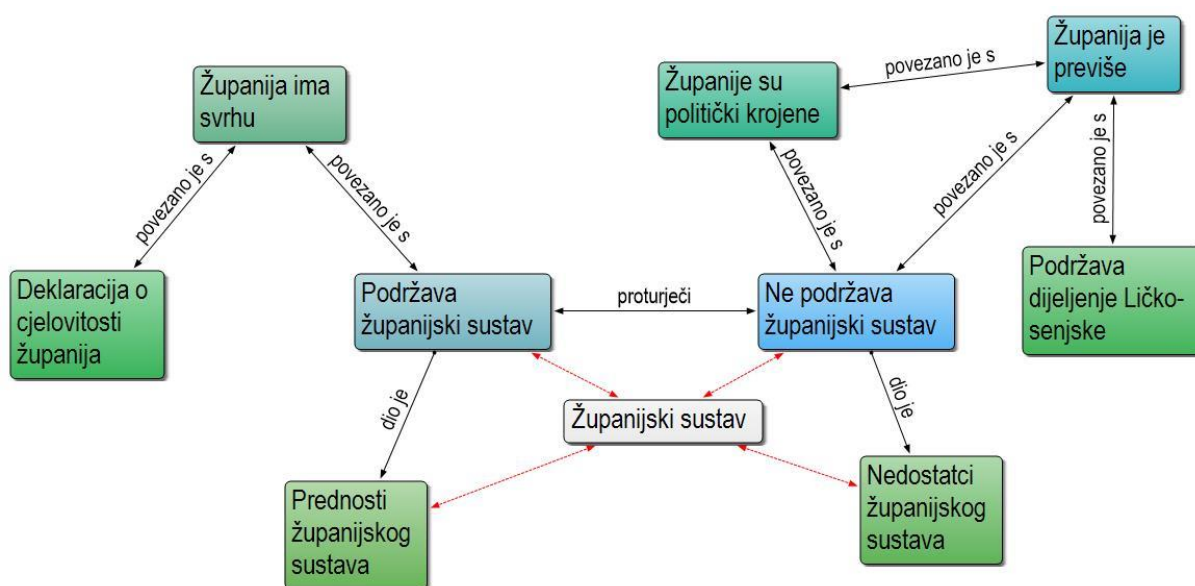 Županija je
previše
povezano je s
Županije su
politički krojene
Županija ima
svrhu
povezano je s
povezano je s
povezano je s
povezano je s
povezano je s
Deklaracija o
cjelovitosti
županija
Podržava
županijski sustav
proturječi
Ne podržava
županijski sustav
Podržava
dijeljenje Ličko-
senjske
dio je
Županijski sustav
dio je
Prednosti
županijskog
sustava
Nedostatci
županijskog
sustava